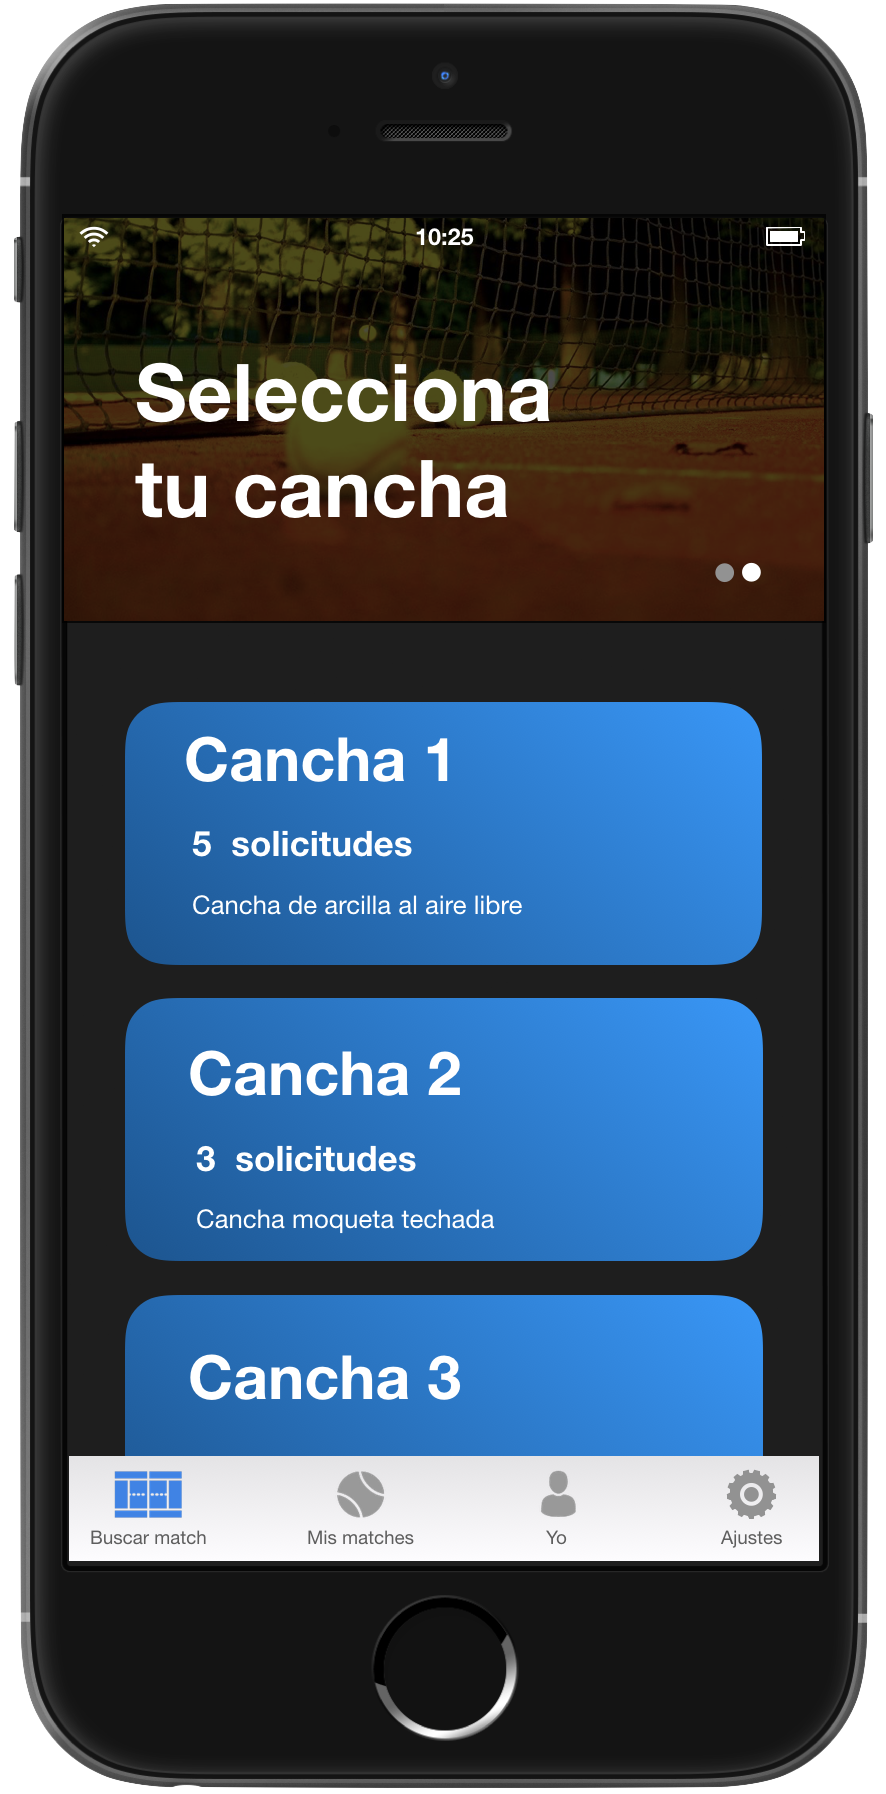 10:25
Selecciona
tu cancha
Cancha 1
5 solicitudes
Cancha de arcilla al aire libre
Cancha 2
3 solicitudes
Cancha moqueta techada
Cancha 3
Buscar match
Mis matches
Yo
Ajustes